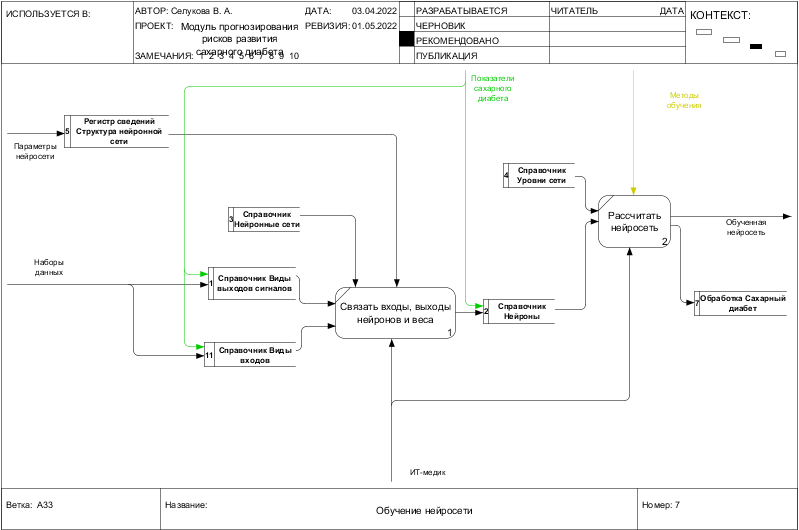 ИСПОЛЬЗУЕТСЯ В:
АВТОР: Селукова В. А.
ДАТА: 03.04.2022
ПРОЕКТ: Модуль прогнозирования
рисков развития
сахарного диабета
РЕВИЗИЯ: 01.05.2022
ЗАМЕЧАНИЯ: 1 2 3 4 5 6 7 8 9 10
РАЗРАБАТЫВАЕТСЯ
ЧЕРНОВИК
РЕКОМЕНДОВАНО
ПУБЛИКАЦИЯ
ЧИТАТЕЛЬ
ДАТА
КОНТЕКСТ:
Показатели
сахарного
диабета
Методы
обучения
5
Регистр сведений
Структура нейронной
сети
Параметры
нейросети
4
Справочник
Уровни сети
3
Справочник
Нейронные сети
Рассчитать
нейросеть
2
Обученная
нейросеть
Наборы
данных
1
Справочник Виды
выходов сигналов
Связать входы, выходы
нейронов и веса
1
2
Справочник
Нейроны
7
Обработка Сахарный
диабет
11
Справочник Виды
входов
ИТ-медик
Ветка: A33
Название:
Обучение нейросети
Номер: 7